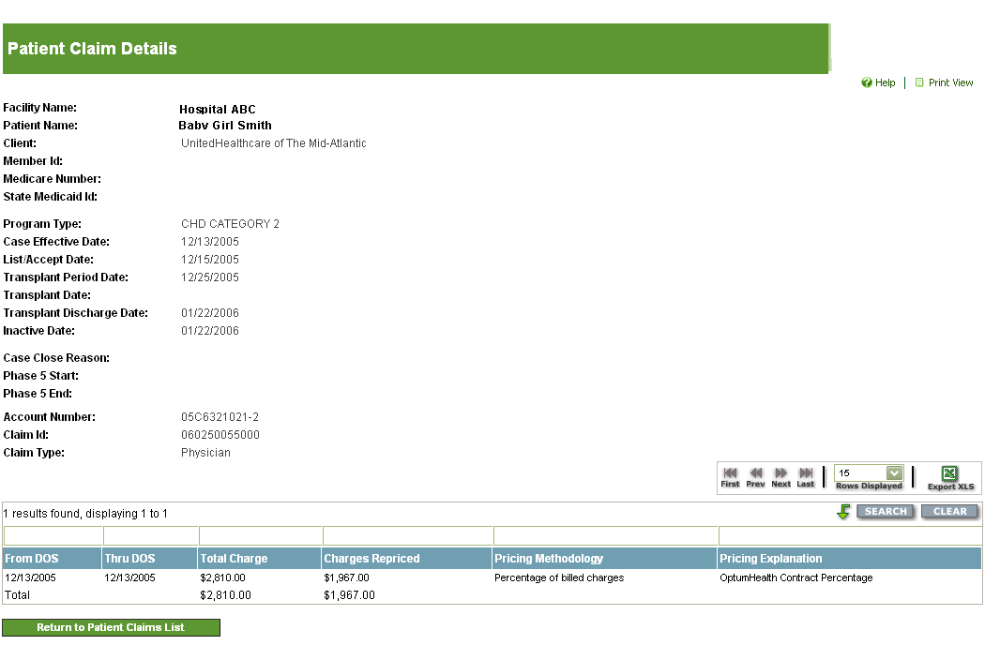 Patient Claim Details
Help | Print View
Facility Name: Hospital ABC
Patient Name: Baby Girl Smith
Client: UnitedHealthcare of The Mid-Atlantic
Member Id:
Medicare Number:
State Medicaid Id:
Program Type: CHD CATEGORY 2
Case Effective Date: 12/13/2005
List/Accept Date: 12/15/2005
Transplant Period Date: 12/25/2005
Transplant Date:
Transplant Discharge Date: 01/22/2006
Inactive Date: 01/22/2006
Case Close Reason:
Phase 5 Start:
Phase 5 End:
Account Number: 05C6321021-2
Claim Id: 060250055000
Claim Type: Physician
First Prev Next Last 15 Rows Displayed Export XLS
1 results found, displaying 1 to 1 SEARCH CLEAR
From DOS Thru DOS Total Charge Charges Repriced Pricing Methodology Pricing Explanation
12/13/2005 12/13/2005 $2,810.00 $1,967.00 Percentage of billed charges OptumHealth Contract Percentage
Total $2,810.00 $1,967.00
Return to Patient Claims List